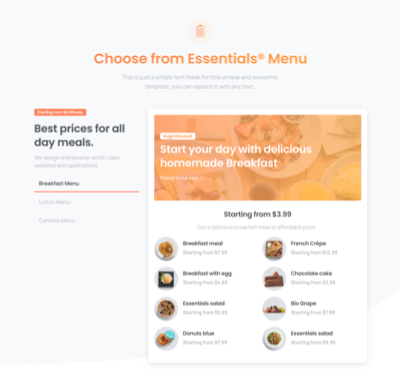 Choose from Essentials® Menu
This is just a simple text made for this unique and awesome
template, you can replace it with any text.
Starting from $3.99 only
Best prices for all
day meals.
We design and develop world-class
websites and applications.
Breakfast Menu
Lunch Menu
Candies Menu
Huge Discount
Start your day with delicious
homemade Breakfast
Check it out now
Starting from $3.99
Get a delicious breakfast meal at affordable price.
Breakfast meal
Starting from $7.99
French Crêpe
Starting from $12.99
Breakfast with egg
Starting from $4.99
Chocolate cake
Starting from $3.99
Essentials salad
Starting from $9.99
Bio Grape
Starting from $7.99
Donuts blue
Starting from $7.99
Essentials salad
Starting from $9.99